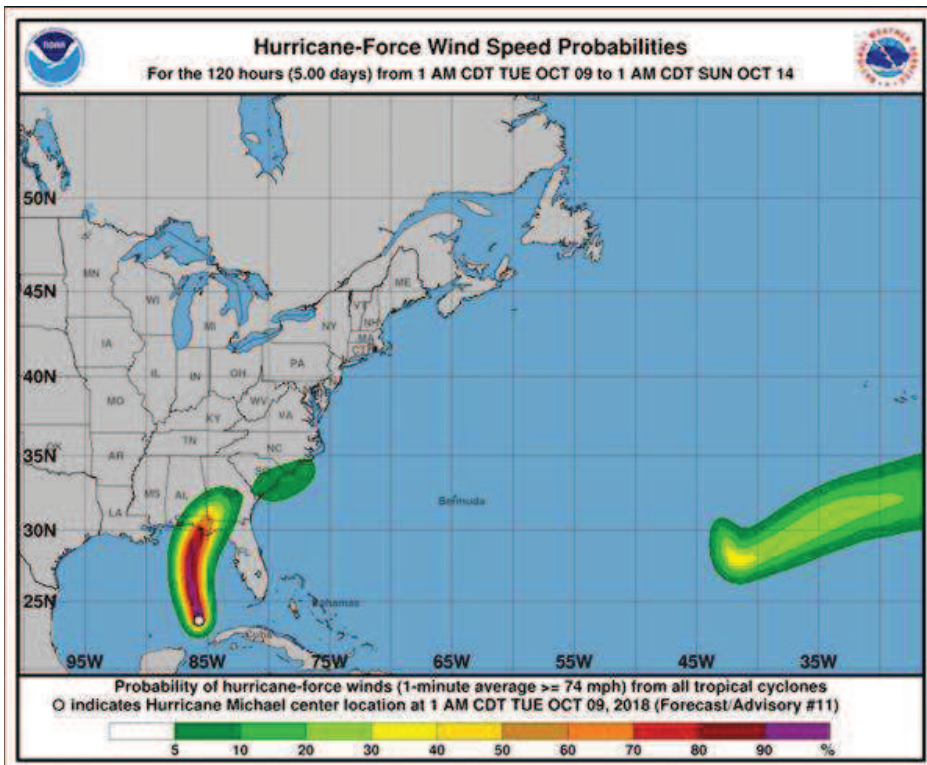 NOAA
Hurricane-Force Wind Speed Probabilities
For the 120 hours (5.00 days) from 1 AM CDT TUE OCT 09 to 1 AM CDT SUN OCT 14
50N
45N
40N
35N
30N
25N
MN
WI
MI
IA
IL
IN
OH
PA
NY
VT
NH
ME
MA
CT
MO
KY
WV
VA
OK
AR
TN
NC
MS
AL
LA
FL
Bermuda
Bahamas
95W
85W
75W
65W
55W
45W
35W
Probability of hurricane-force winds (1-minute average >= 74 mph) from all tropical cyclones
O indicates Hurricane Michael center location at 1 AM CDT TUE OCT 09, 2018 (Forecast/Advisory #11)
5 10 20 30 40 50 60 70 80 90 %